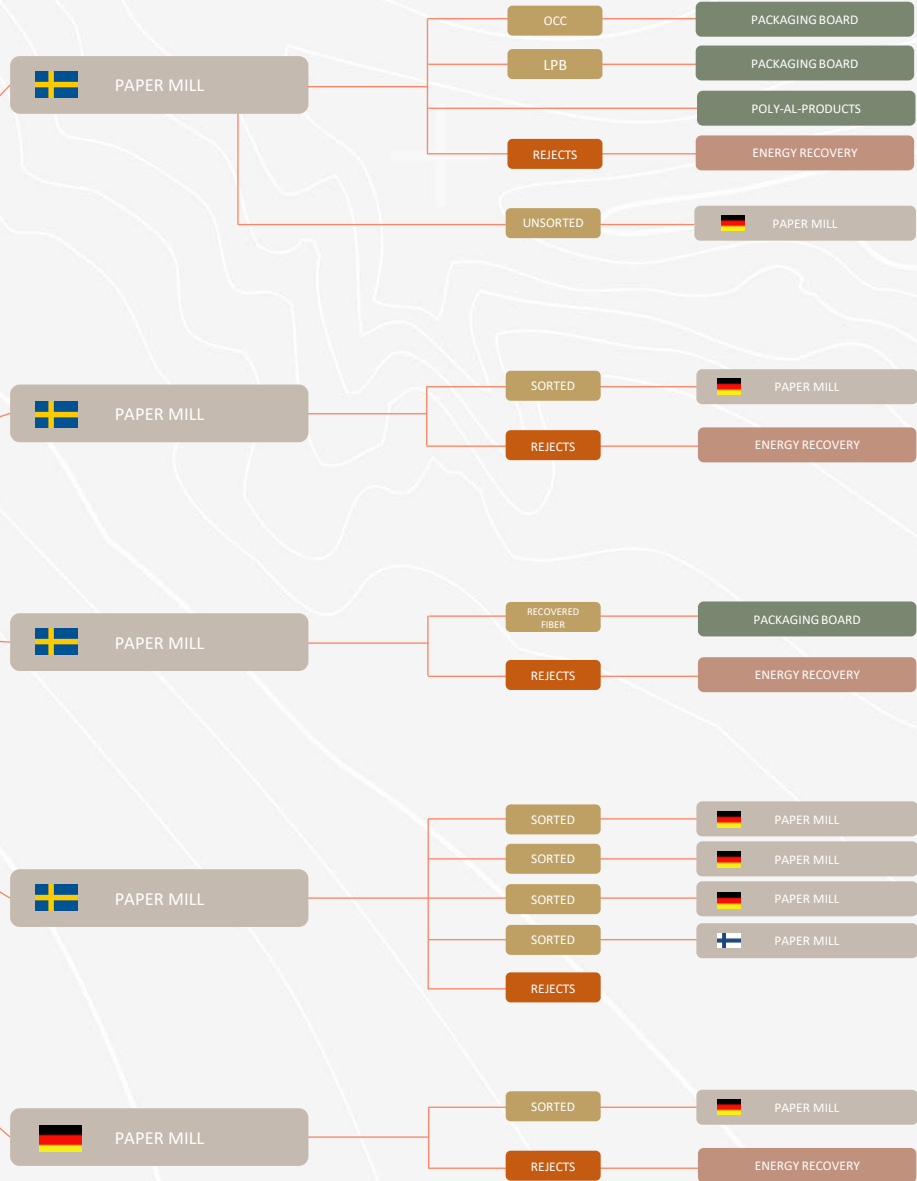 OCC
PACKAGING BOARD
LPB
PACKAGING BOARD
PAPER MILL
POLY-AL-PRODUCTS
REJECTS
ENERGY RECOVERY
UNSORTED
PAPER MILL
SORTED
PAPER MILL
PAPER MILL
REJECTS
ENERGY RECOVERY
RECOVERED
FIBER
PACKAGING BOARD
PAPER MILL
REJECTS
ENERGY RECOVERY
SORTED
PAPER MILL
SORTED
PAPER MILL
PAPER MILL
SORTED
PAPER MILL
SORTED
PAPER MILL
REJECTS
SORTED
PAPER MILL
PAPER MILL
REJECTS
ENERGY RECOVERY